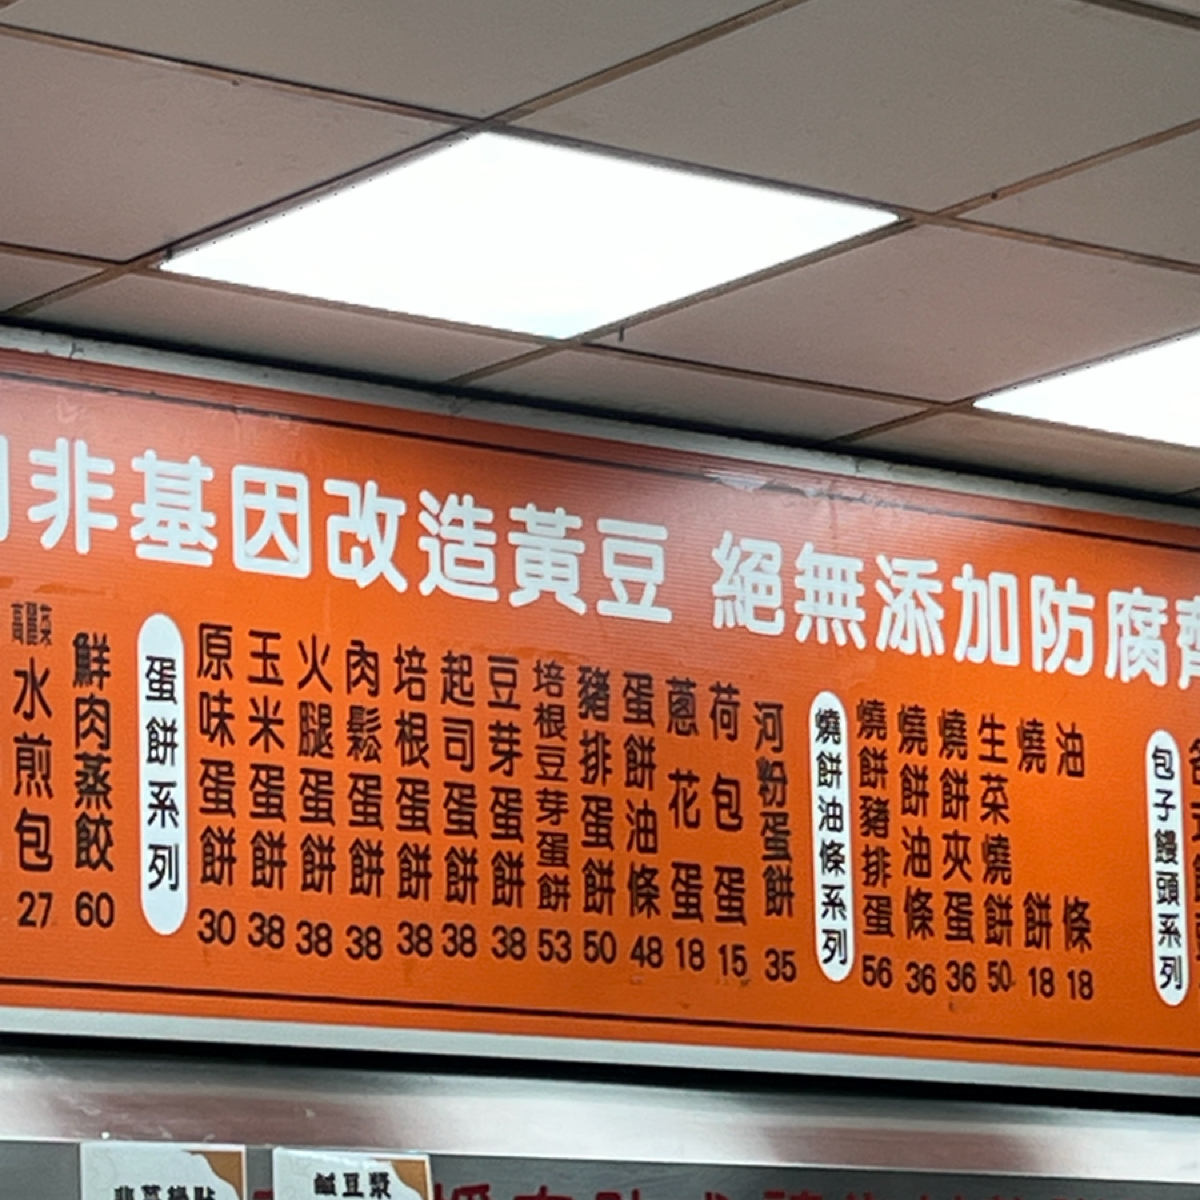 非基因改造黃豆 絕無添加防腐
高麗菜水煎包 27
鮮肉蒸餃 60
蛋餅系列
原味蛋餅 30
玉米蛋餅 38
火腿蛋餅 38
肉鬆蛋餅 38
培根蛋餅 38
起司蛋餅 38
豆芽蛋餅 38
培根豆芽蛋餅 53
豬排蛋餅 50
蛋餅油條 48
蔥花蛋 18
荷包蛋 15
河粉蛋餅 35
燒餅油條系列
燒餅豬排蛋 56
燒餅油條 36
燒餅夾蛋 36
生菜燒餅 50
燒餅 18
油條 18
包子饅頭系列
鹹豆漿